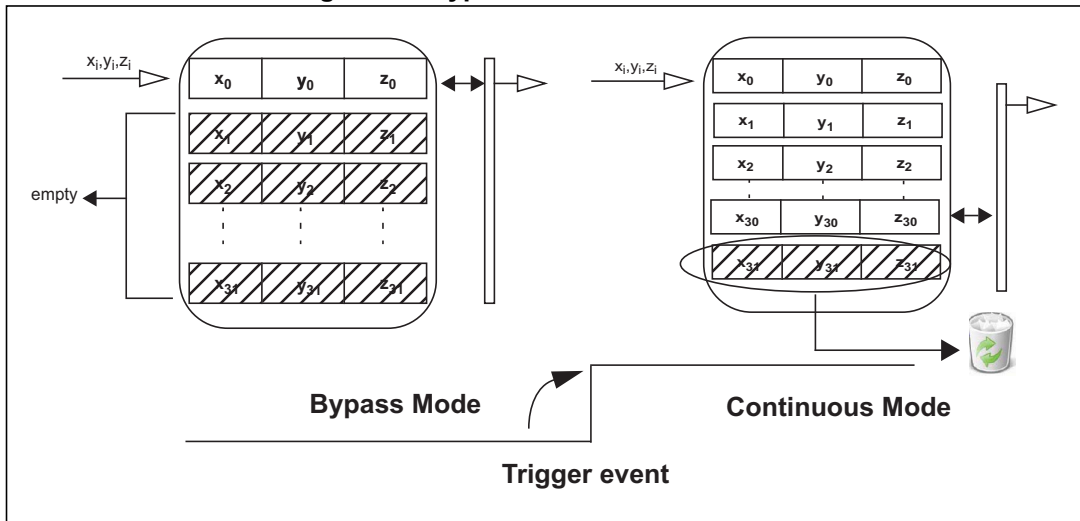 xi,yi,zi
x0 y0 z0
x1 y1 z1
x2 y2 z2
x31 y31 z31
empty
xi,yi,zi
x0 y0 z0
x1 y1 z1
x2 y2 z2
x30 y30 z30
x31 y31 z31
Bypass Mode
Continuous Mode
Trigger event